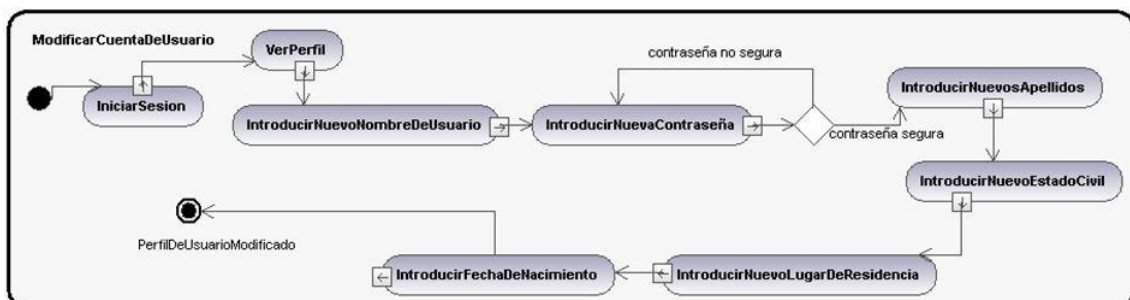 ModificarCuentaDeUsuario
IniciarSesion
VerPerfil
IntroducirNuevoNombreDeUsuario
IntroducirNuevaContraseña
contraseña no segura
contraseña segura
IntroducirNuevosApellidos
IntroducirNuevoEstadoCivil
IntroducirNuevoLugarDeResidencia
IntroducirFechaDeNacimiento
PerfilDeUsuarioModificado